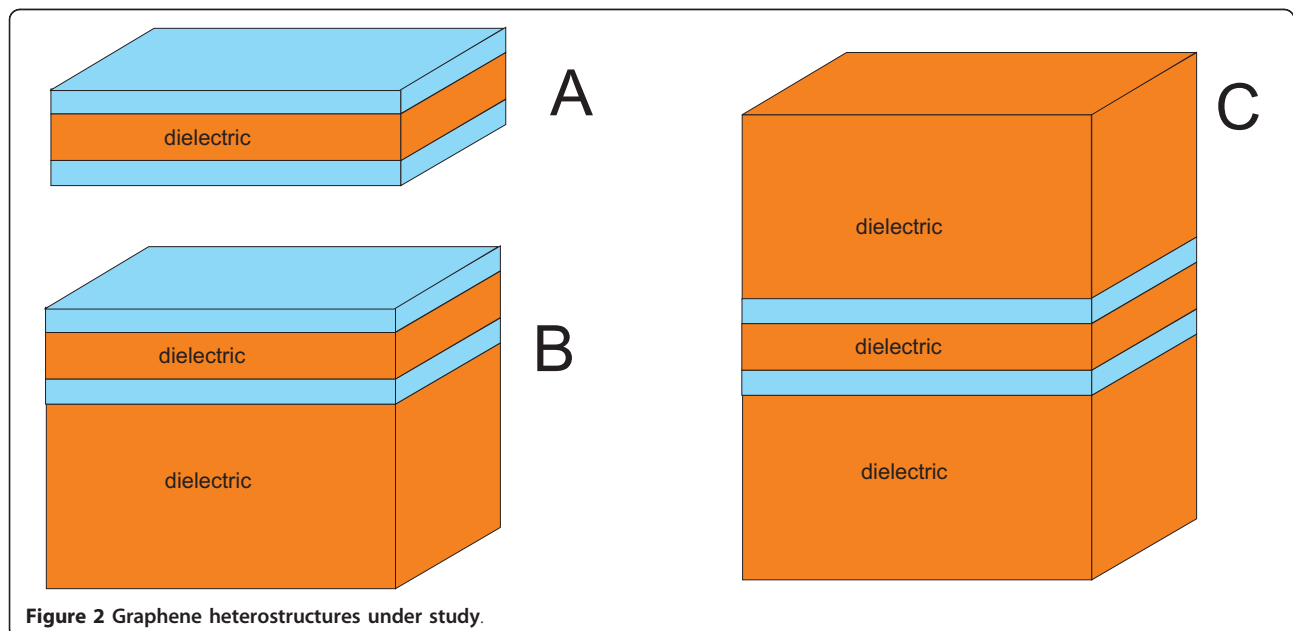 A
dielectric
B
dielectric
dielectric
C
dielectric
dielectric
dielectric
Figure 2 Graphene heterostructures under study.